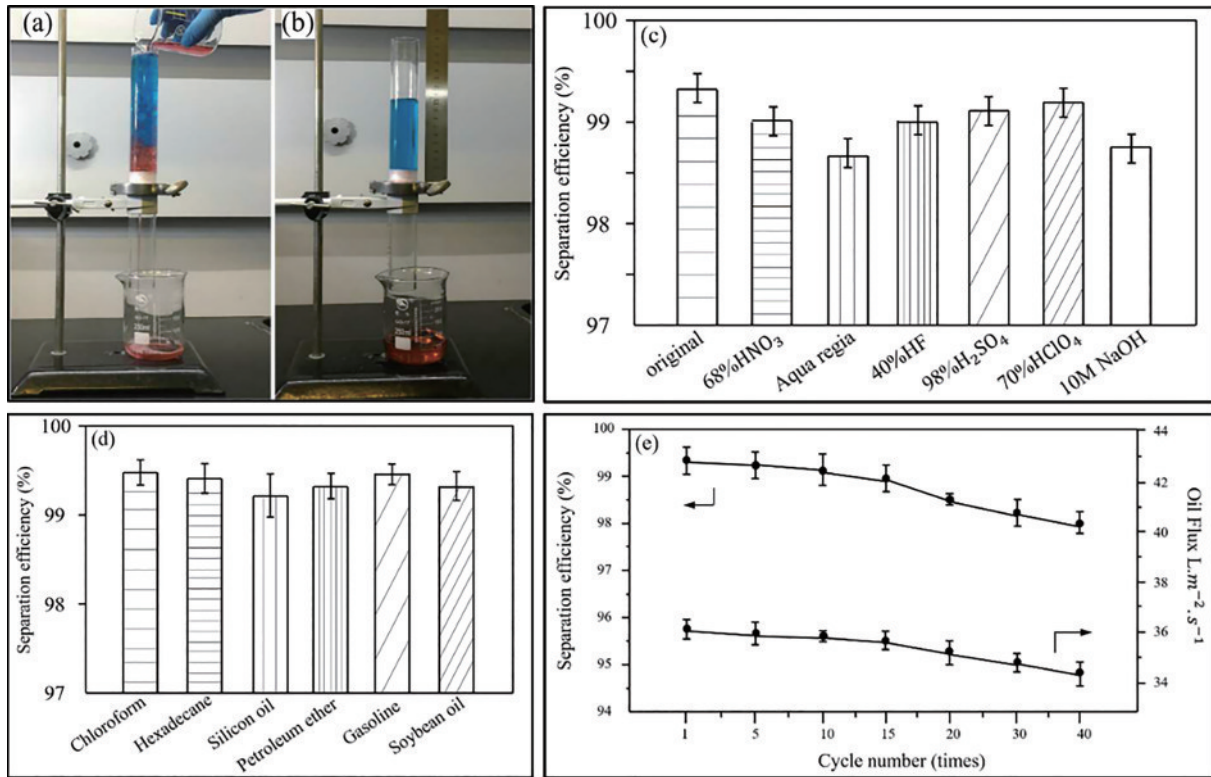 (a)
(b)
250ml
(c)
Separation efficiency (%)
100
99
98
97
original
68%HNO₃
Aqua regia
40%HF
98%H₂SO₄
70%HClO₄
10M NaOH
(d)
Separation efficiency (%)
100
99
98
97
Chloroform
Hexadecane
Silicon oil
Petroleum ether
Gasoline
Soybean oil
(e)
Separation efficiency (%)
100
99
98
97
96
95
94
44
42
40
38
36
34
Oil Flux L.m⁻².s⁻¹
1 5 10 15 20 30 40
Cycle number (times)